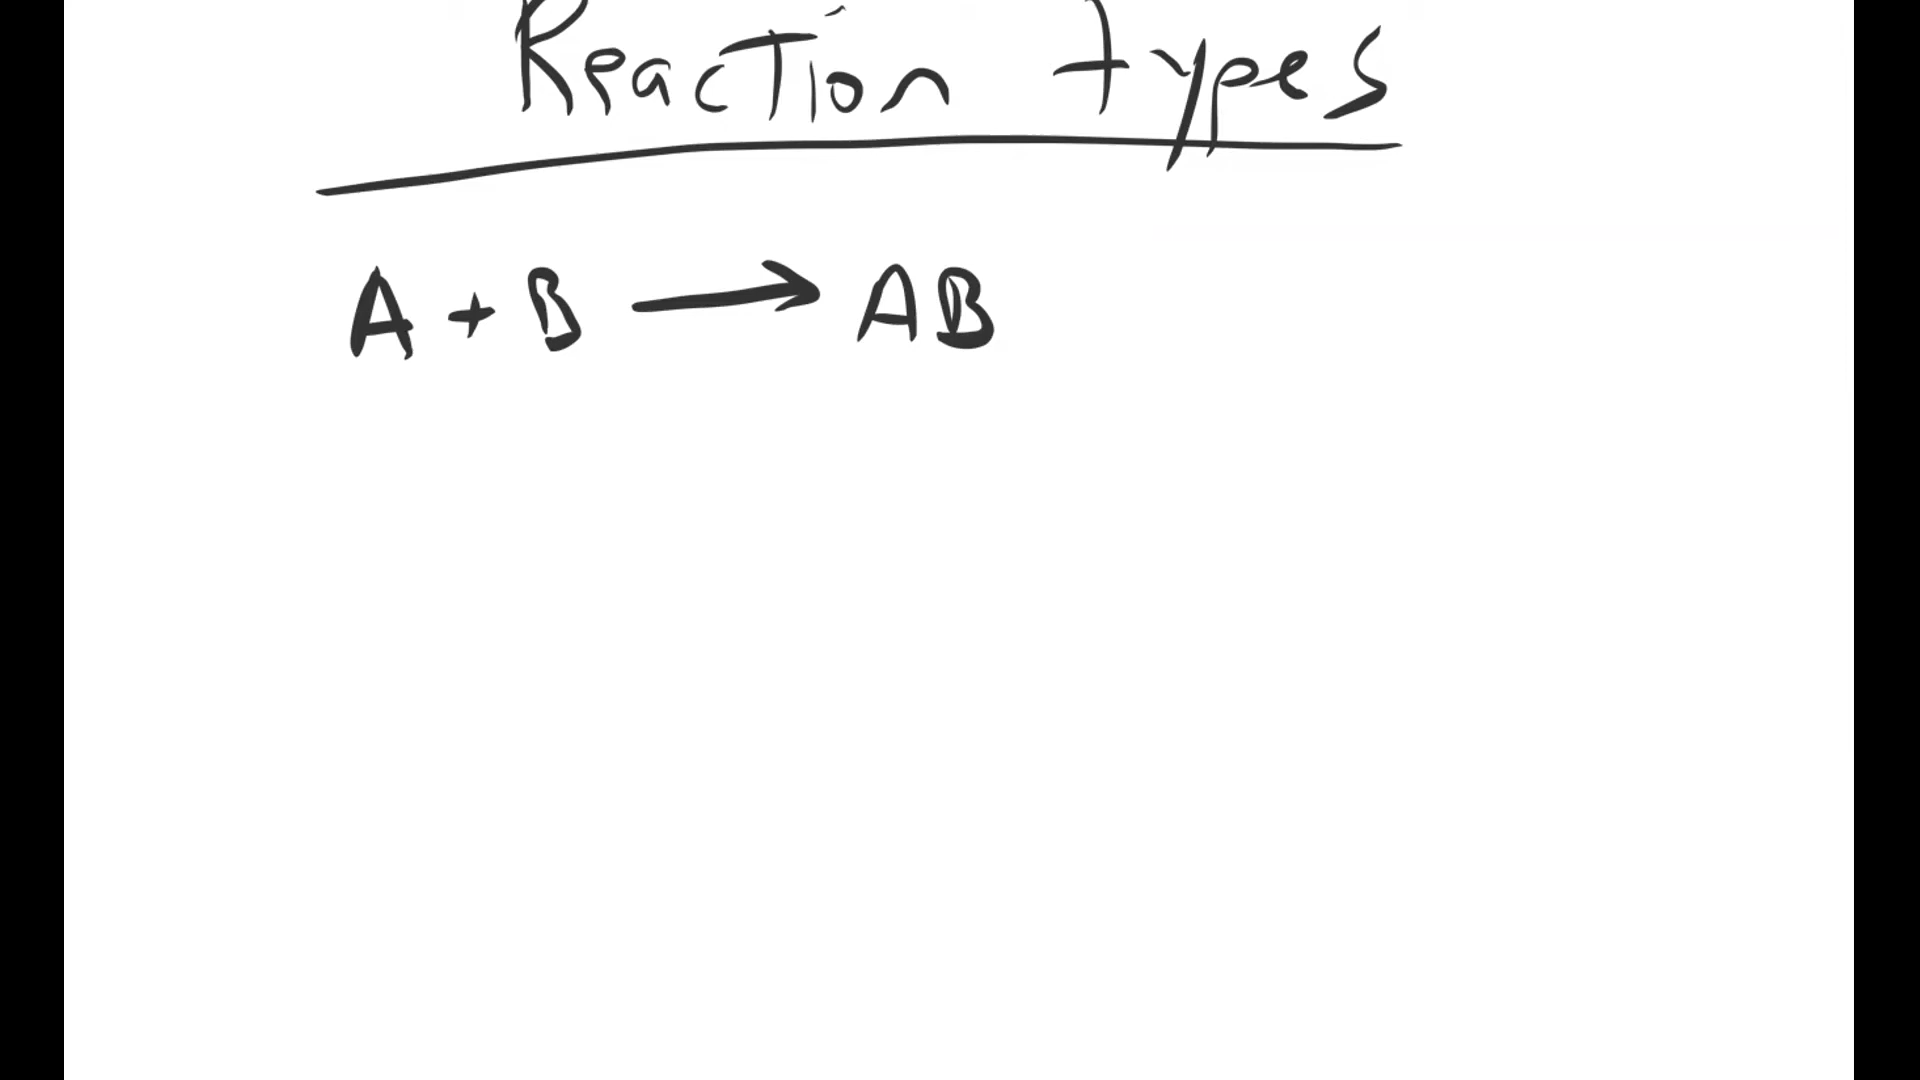 Reaction types
A + B → AB